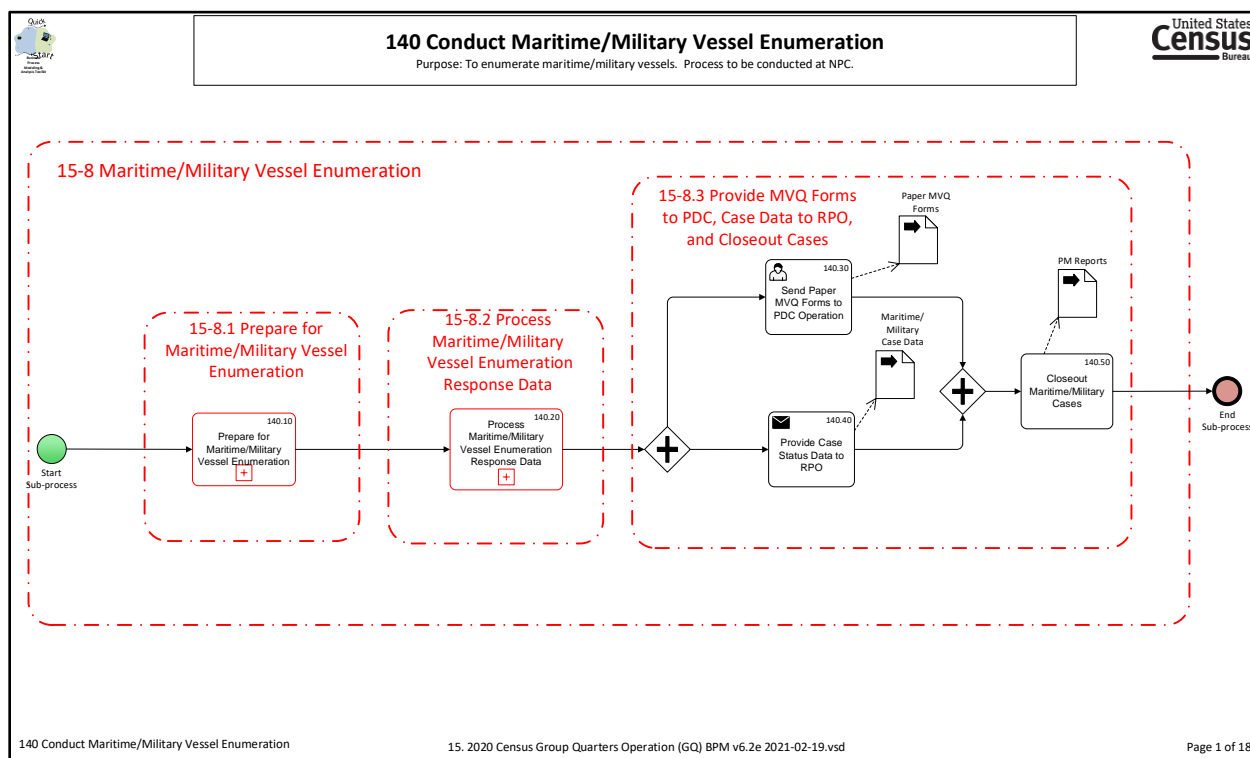 Quick
Start
Process
Modeling &
Analysis Toolkit
140 Conduct Maritime/Military Vessel Enumeration
Purpose: To enumerate maritime/military vessels.  Process to be conducted at NPC.
United States
Census
Bureau
15-8 Maritime/Military Vessel Enumeration
15-8.1 Prepare for
Maritime/Military Vessel
Enumeration
140.10
Prepare for
Maritime/Military
Vessel Enumeration
Start
Sub-process
15-8.2 Process
Maritime/Military
Vessel Enumeration
Response Data
140.20
Process
Maritime/Military
Vessel Enumeration
Response Data
15-8.3 Provide MVQ Forms
to PDC, Case Data to RPO,
and Closeout Cases
Paper MVQ
Forms
140.30
Send Paper
MVQ Forms to
PDC Operation
Maritime/
Military
Case Data
140.40
Provide Case
Status Data to
RPO
PM Reports
140.50
Closeout
Maritime/Military
Cases
End
Sub-process
140 Conduct Maritime/Military Vessel Enumeration
15. 2020 Census Group Quarters Operation (GQ) BPM v6.2e 2021-02-19.vsd
Page 1 of 18